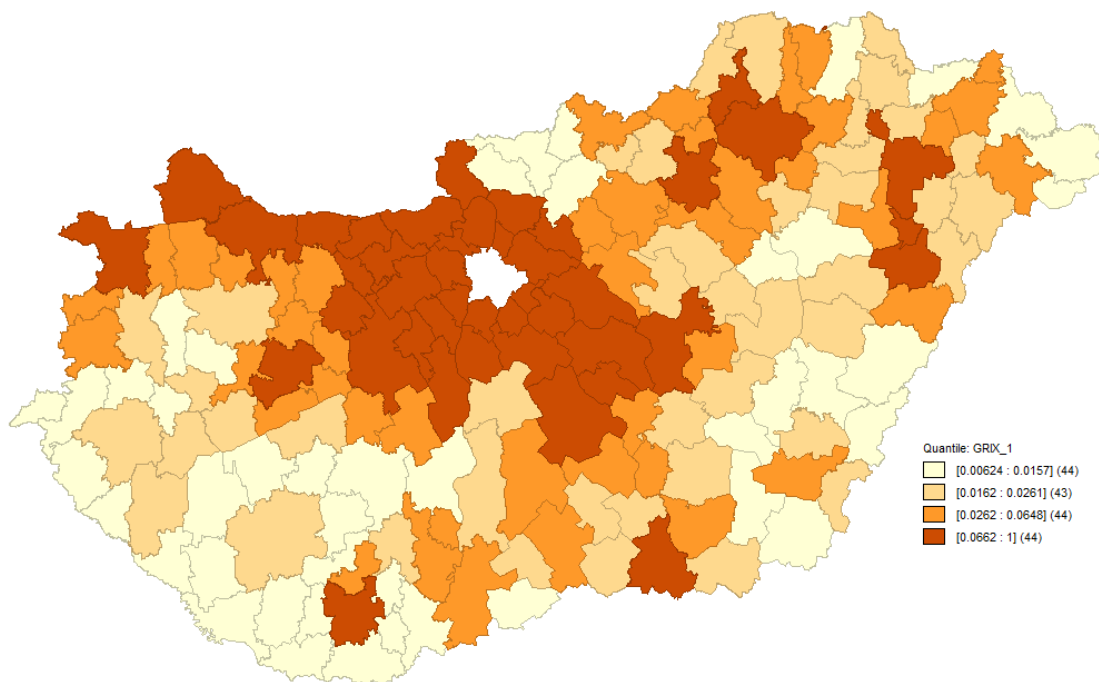 Quantile: GRIX_1
[0.00624 : 0.0157] (44)
[0.0162 : 0.0261] (43)
[0.0262 : 0.0648] (44)
[0.0662 : 1] (44)